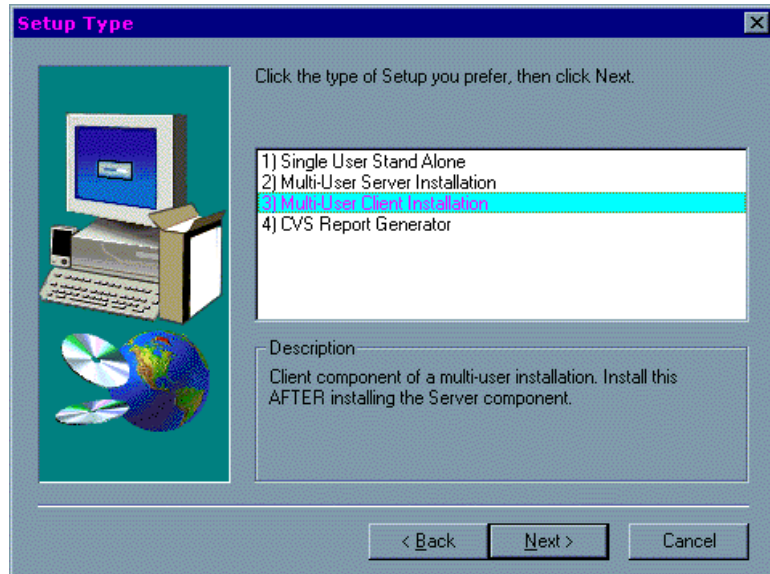 Setup Type
Click the type of Setup you prefer, then click Next.
1) Single User Stand Alone
2) Multi-User Server Installation
3) Multi-User Client Installation
4) CVS Report Generator
Description
Client component of a multi-user installation. Install this
AFTER installing the Server component.
< Back
Next >
Cancel